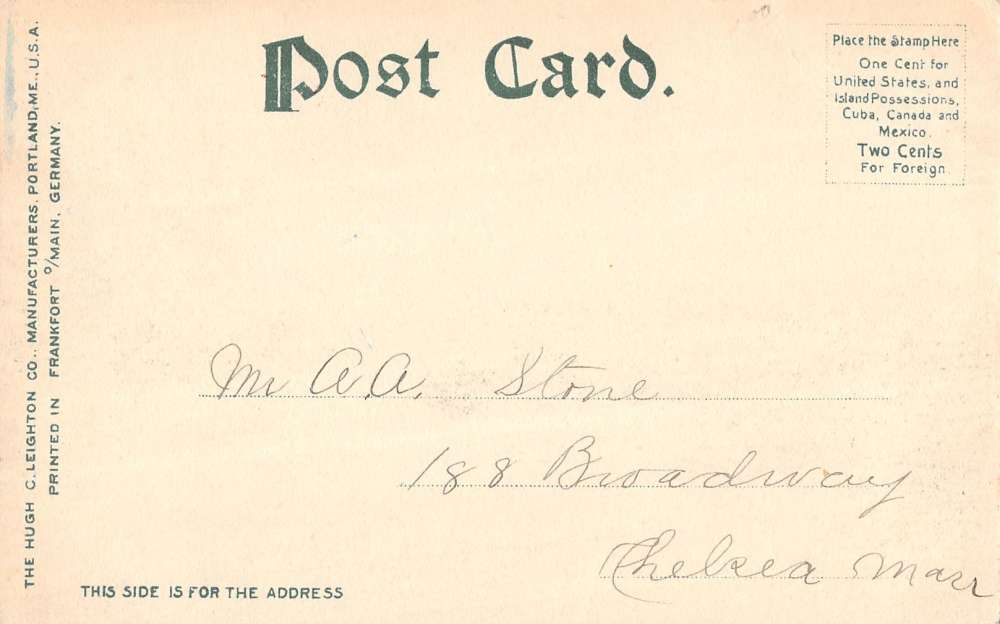 Post Card.
Place the Stamp Here
One Cent for
United States, and
Island Possessions,
Cuba, Canada and
Mexico.
Two Cents
For Foreign.
THE HUGH C. LEIGHTON CO., MANUFACTURERS, PORTLAND, ME., U.S.A.
PRINTED IN FRANKFORT O/MAIN, GERMANY.
Mr A.A. Stone
188 Broadway
Chelsea Mass
THIS SIDE IS FOR THE ADDRESS